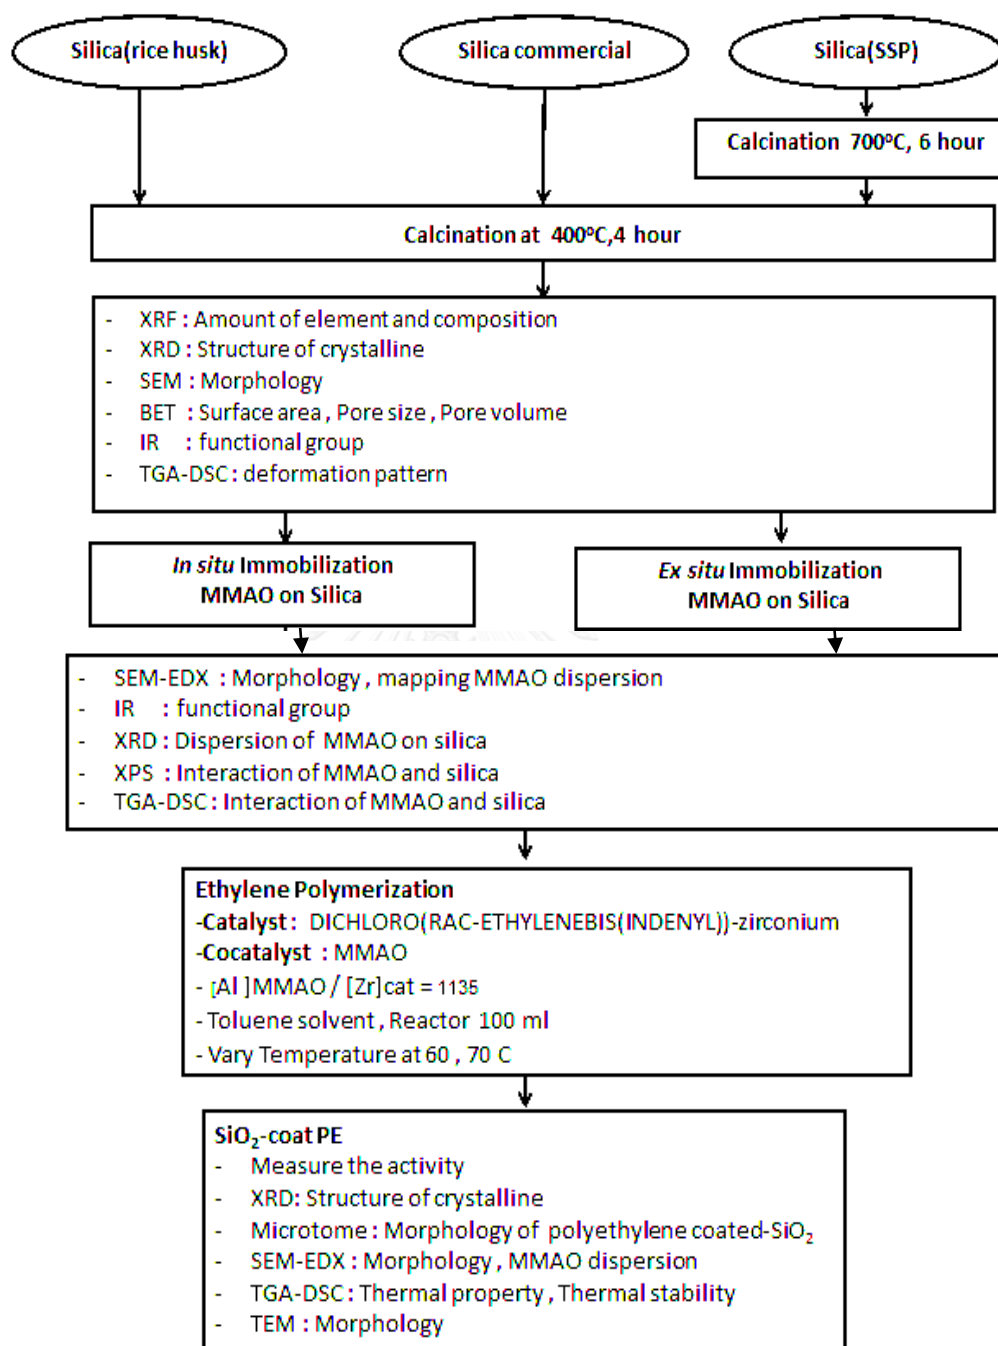 Silica(rice husk)
Silica commercial
Silica(SSP)
Calcination 700°C, 6 hour
Calcination at 400°C,4 hour
- XRF : Amount of element and composition
- XRD : Structure of crystalline
- SEM : Morphology
- BET : Surface area , Pore size , Pore volume
- IR : functional group
- TGA-DSC : deformation pattern
In situ Immobilization
MMAO on Silica
Ex situ Immobilization
MMAO on Silica
- SEM-EDX : Morphology , mapping MMAO dispersion
- IR : functional group
- XRD : Dispersion of MMAO on silica
- XPS : Interaction of MMAO and silica
- TGA-DSC : Interaction of MMAO and silica
Ethylene Polymerization
-Catalyst : DICHLORO(RAC-ETHYLENEBIS(INDENYL))-zirconium
-Cocatalyst : MMAO
- [Al ]MMAO / [Zr]cat = 1135
- Toluene solvent , Reactor 100 ml
- Vary Temperature at 60 , 70 C
SiO₂-coat PE
- Measure the activity
- XRD: Structure of crystalline
- Microtome : Morphology of polyethylene coated-SiO₂
- SEM-EDX : Morphology , MMAO dispersion
- TGA-DSC : Thermal property , Thermal stability
- TEM : Morphology